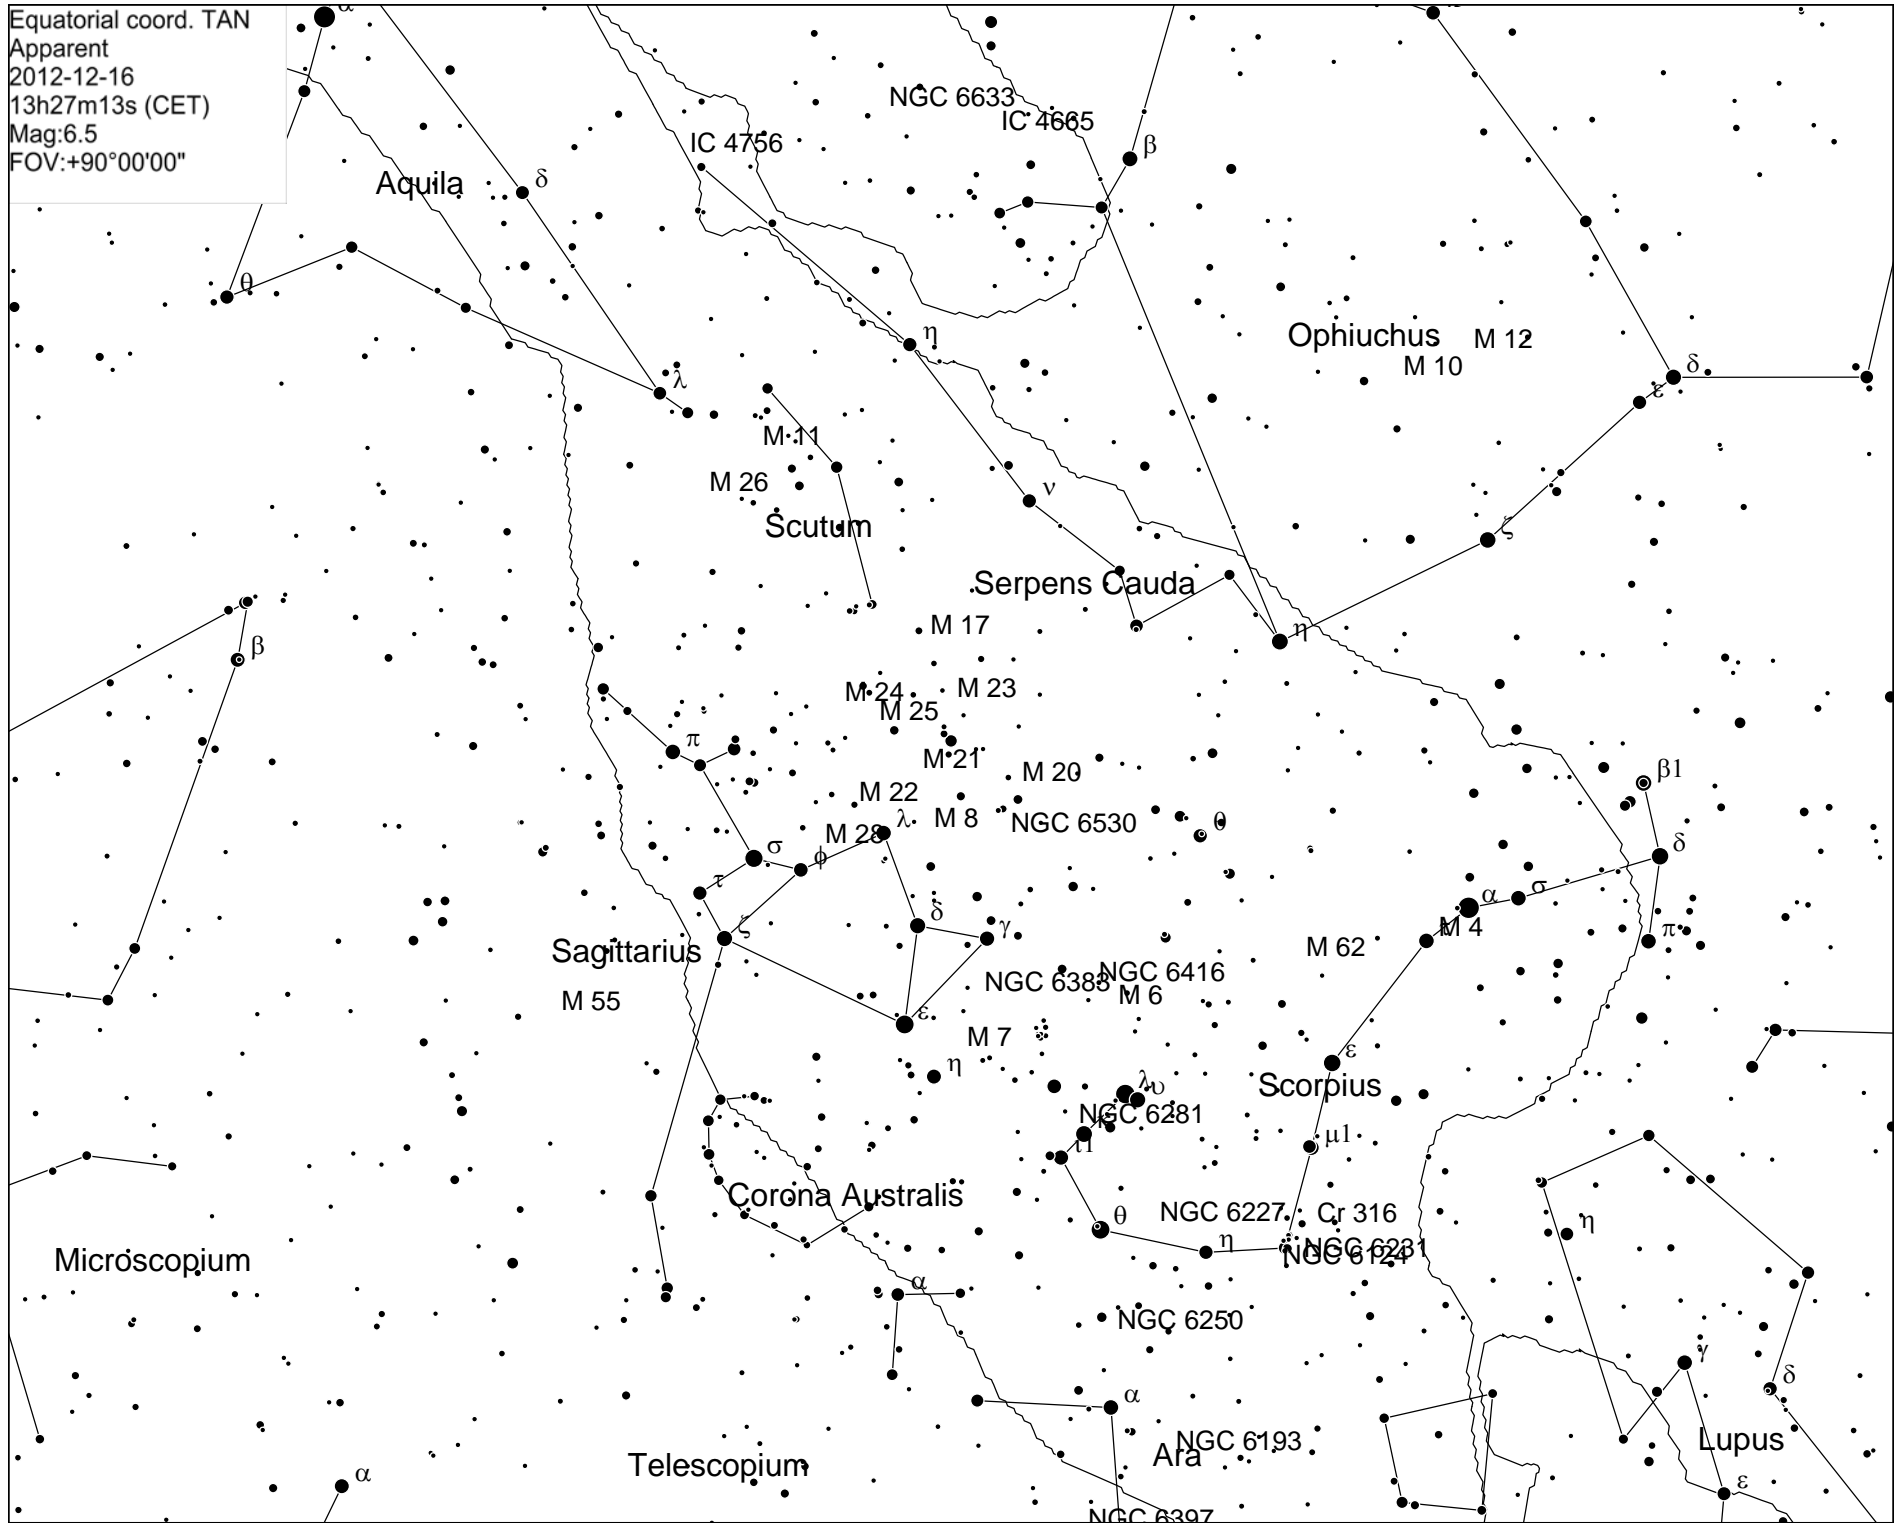 Equatorial coord. TAN
Apparent
2012-12-16
13h27m13s (CET)
Mag:6.5
FOV:+90°00'00"
α
NGC 6633
IC 4665
IC 4756
β
Aquila
δ
θ
η
Ophiuchus
M 12
M 10
δ
ε
λ
M 11
M 26
ν
Scutum
ζ
Serpens Cauda
M 17
η
β
M 24
M 23
M 25
π
M 21
M 20
β1
M 22
M 8
NGC 6530
θ
λ
M 28
σ
φ
δ
τ
α
σ
M 4
π
δ
γ
ζ
Sagittarius
M 62
NGC 6383
NGC 6416
M 6
M 55
ε
M 7
ε
η
Scorpius
λ
υ
NGC 6281
κ
ι1
μ1
Corona Australis
θ
NGC 6227
Cr 316
η
NGC 6231
NGC 6124
η
Microscopium
α
NGC 6250
γ
δ
α
NGC 6193
Ara
Lupus
Telescopium
α
ε
NGC 6397